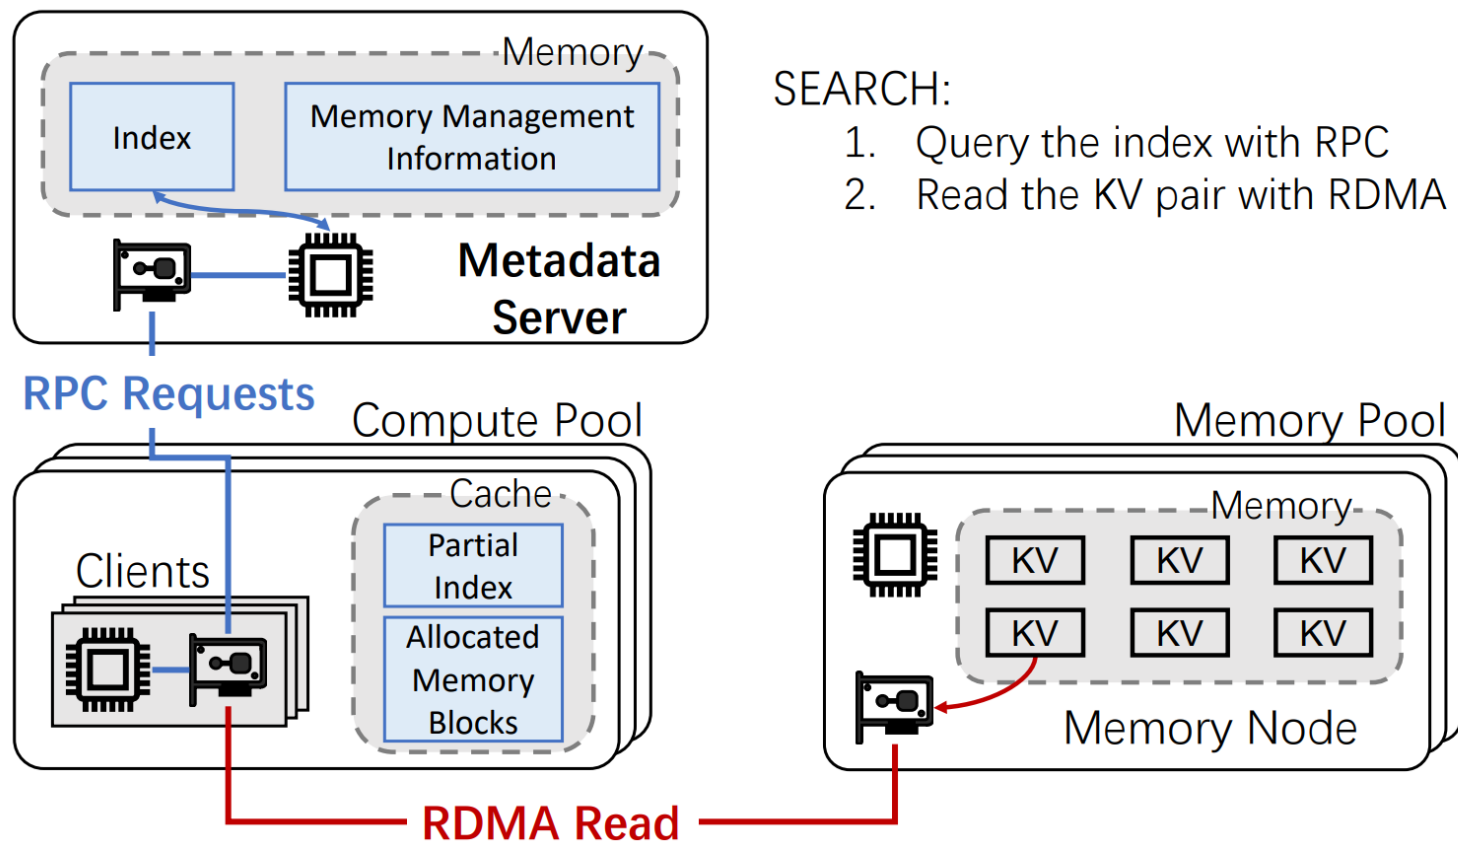 Memory
Index
Memory Management
Information
Metadata
Server
SEARCH:
1. Query the index with RPC
2. Read the KV pair with RDMA
RPC Requests
Compute Pool
Cache
Partial
Index
Allocated
Memory
Blocks
Clients
Memory Pool
Memory
KV KV KV
KV KV KV
Memory Node
RDMA Read